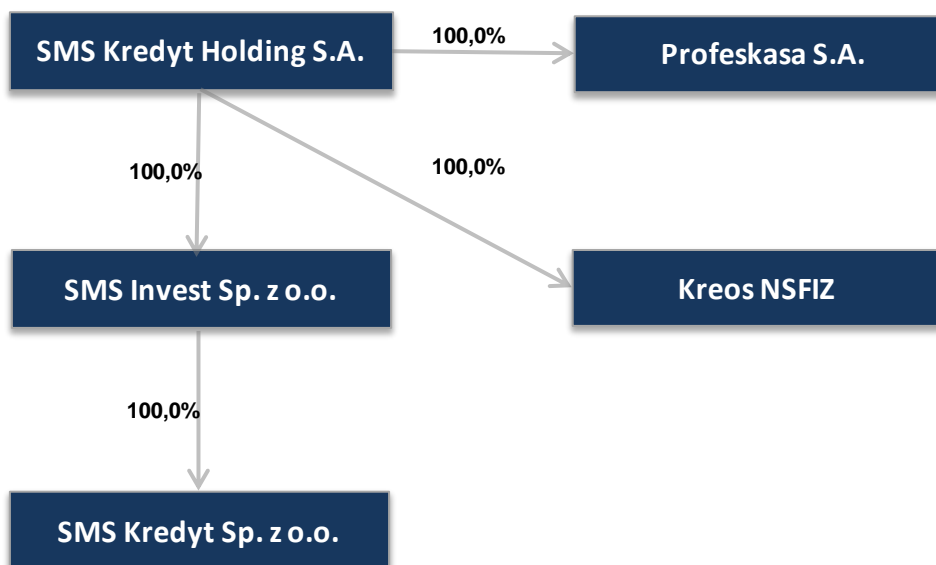 SMS Kredyt Holding S.A.
100,0%
Profeskasa S.A.
100,0%
100,0%
SMS Invest Sp. z o.o.
Kreos NSFIZ
100,0%
SMS Kredyt Sp. z o.o.